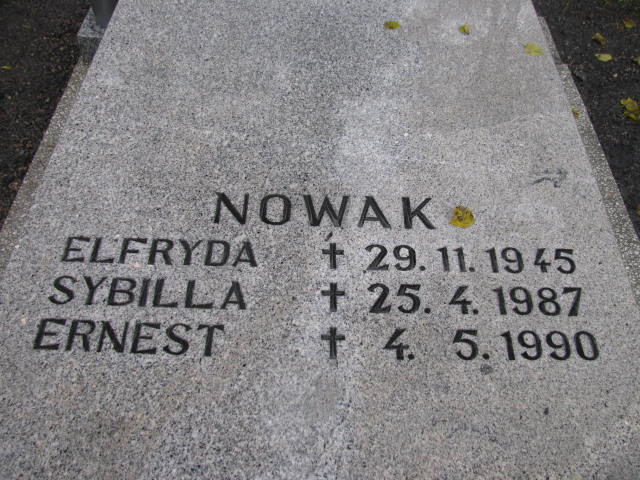 NOWAK
ELFRYDA † 29. 11. 1945
SYBILLA † 25. 4. 1987
ERNEST † 4. 5. 1990